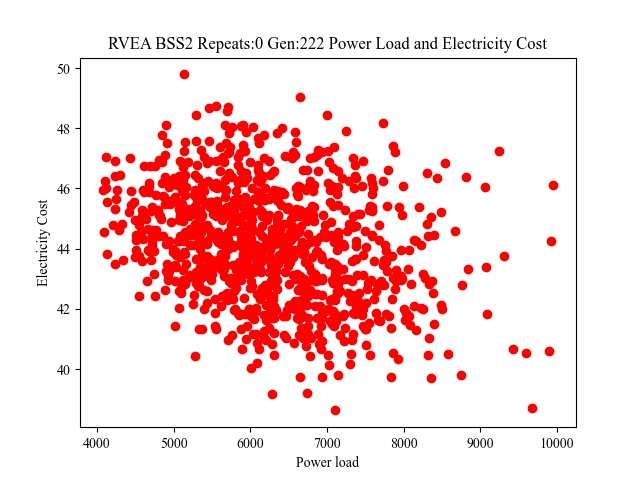 RVEA BSS2 Repeats:0 Gen:222 Power Load and Electricity Cost
50
48
46
44
42
40
Electricity Cost
4000 5000 6000 7000 8000 9000 10000
Power load